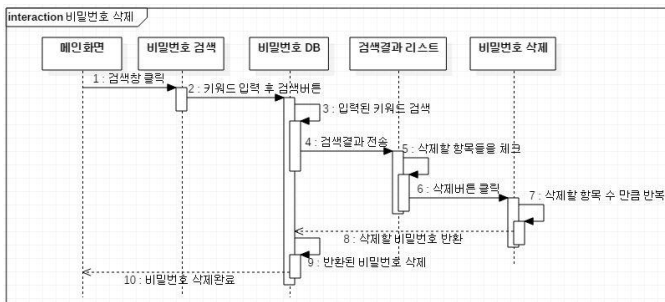 interaction 비밀번호 삭제
메인화면
비밀번호 검색
비밀번호 DB
검색결과 리스트
비밀번호 삭제
1 : 검색창 클릭
2 : 키워드 입력 후 검색버튼
3 : 입력된 키워드 검색
4 : 검색결과 전송
5 : 삭제할 항목들을 체크
6 : 삭제버튼 클릭
7 : 삭제할 항목 수 만큼 반복
8 : 삭제할 비밀번호 반환
9 : 반환된 비밀번호 삭제
10 : 비밀번호 삭제완료